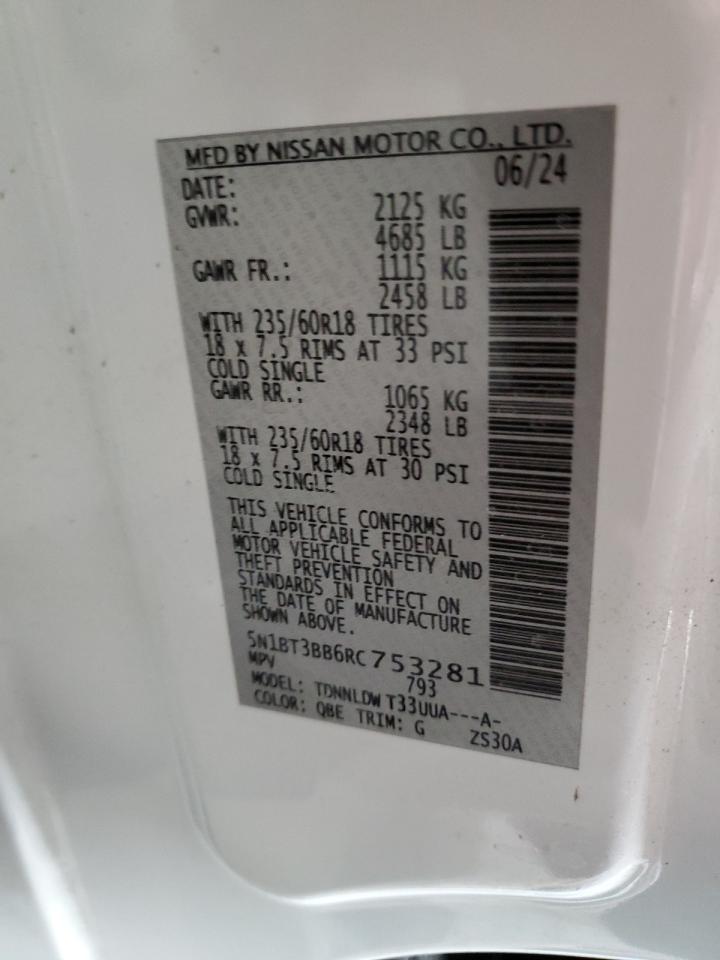 MFD BY NISSAN MOTOR CO., LTD.
DATE: 06/24
GVWR: 2125 KG
4685 LB
GAWR FR.: 1115 KG
2458 LB
WITH 235/60R18 TIRES
18 x 7.5 RIMS AT 33 PSI
COLD SINGLE
GAWR RR.: 1065 KG
2348 LB
WITH 235/60R18 TIRES
18 x 7.5 RIMS AT 30 PSI
COLD SINGLE
THIS VEHICLE CONFORMS TO
ALL APPLICABLE FEDERAL
MOTOR VEHICLE SAFETY AND
THEFT PREVENTION
STANDARDS IN EFFECT ON
THE DATE OF MANUFACTURE
SHOWN ABOVE.
5N1BT3BB6RC753281
MPV 793
MODEL: TDNNLDW T33UUA---A-
COLOR: QBE TRIM: G ZS30A